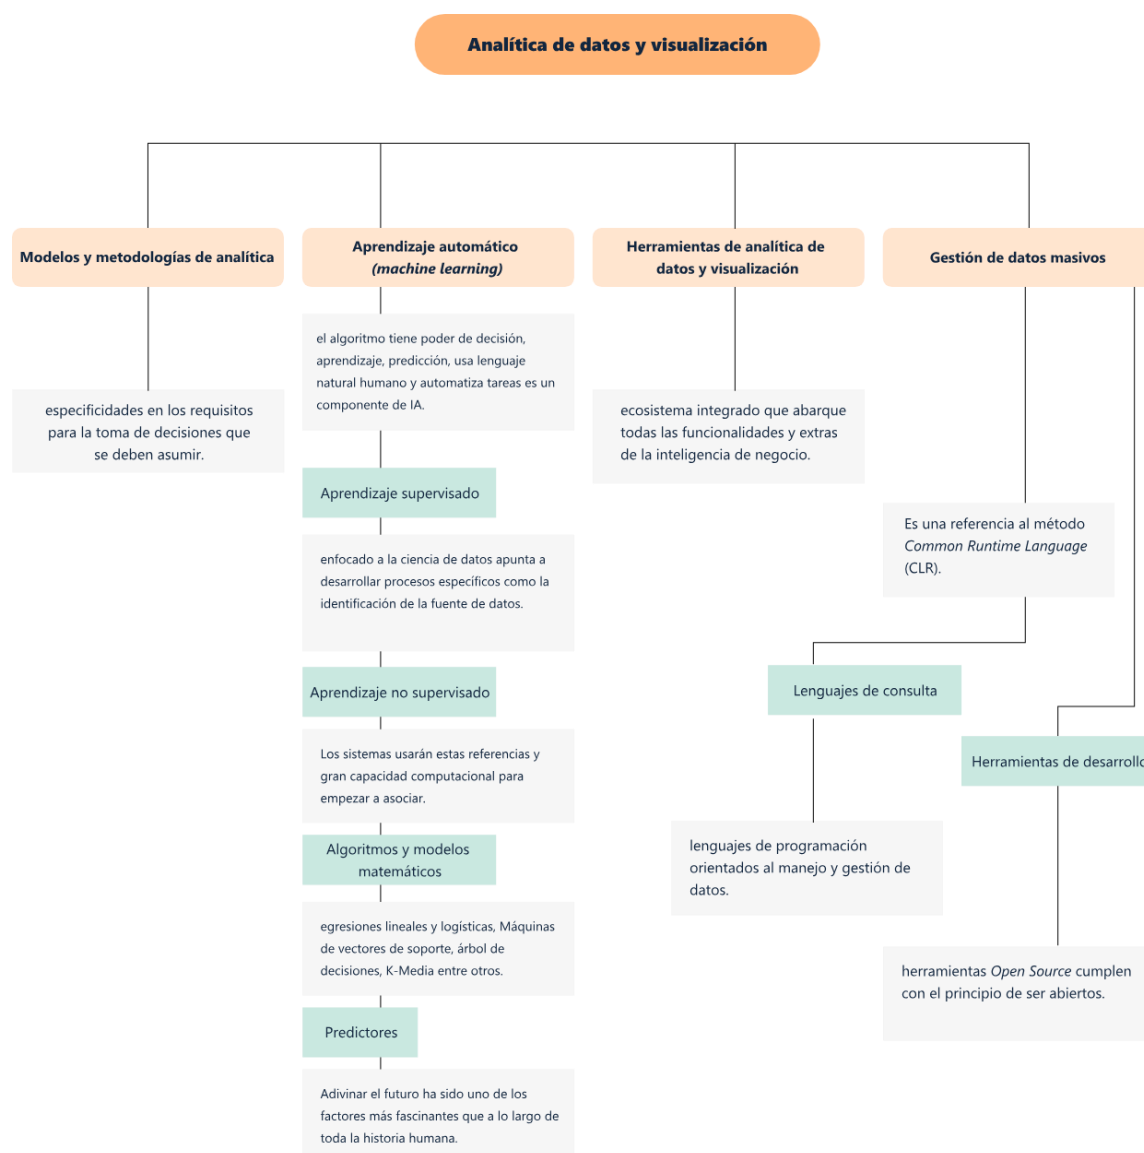 Analítica de datos y visualización
Modelos y metodologías de analítica
especificidades en los requisitos
para la toma de decisiones que
se deben asumir.
Aprendizaje automático
(machine learning)
el algoritmo tiene poder de decisión,
aprendizaje, predicción, usa lenguaje
natural humano y automatiza tareas es un
componente de IA.
Aprendizaje supervisado
enfocado a la ciencia de datos apunta a
desarrollar procesos específicos como la
identificación de la fuente de datos.
Aprendizaje no supervisado
Los sistemas usarán estas referencias y
gran capacidad computacional para
empezar a asociar.
Algoritmos y modelos
matemáticos
egresiones lineales y logísticas, Máquinas
de vectores de soporte, árbol de
decisiones, K-Media entre otros.
Predictores
Adivinar el futuro ha sido uno de los
factores más fascinantes que a lo largo de
toda la historia humana.
Herramientas de analítica de
datos y visualización
ecosistema integrado que abarque
todas las funcionalidades y extras
de la inteligencia de negocio.
Gestión de datos masivos
Es una referencia al método
Common Runtime Language
(CLR).
Lenguajes de consulta
lenguajes de programación
orientados al manejo y gestión de
datos.
Herramientas de desarrollo
herramientas Open Source cumplen
con el principio de ser abiertos.